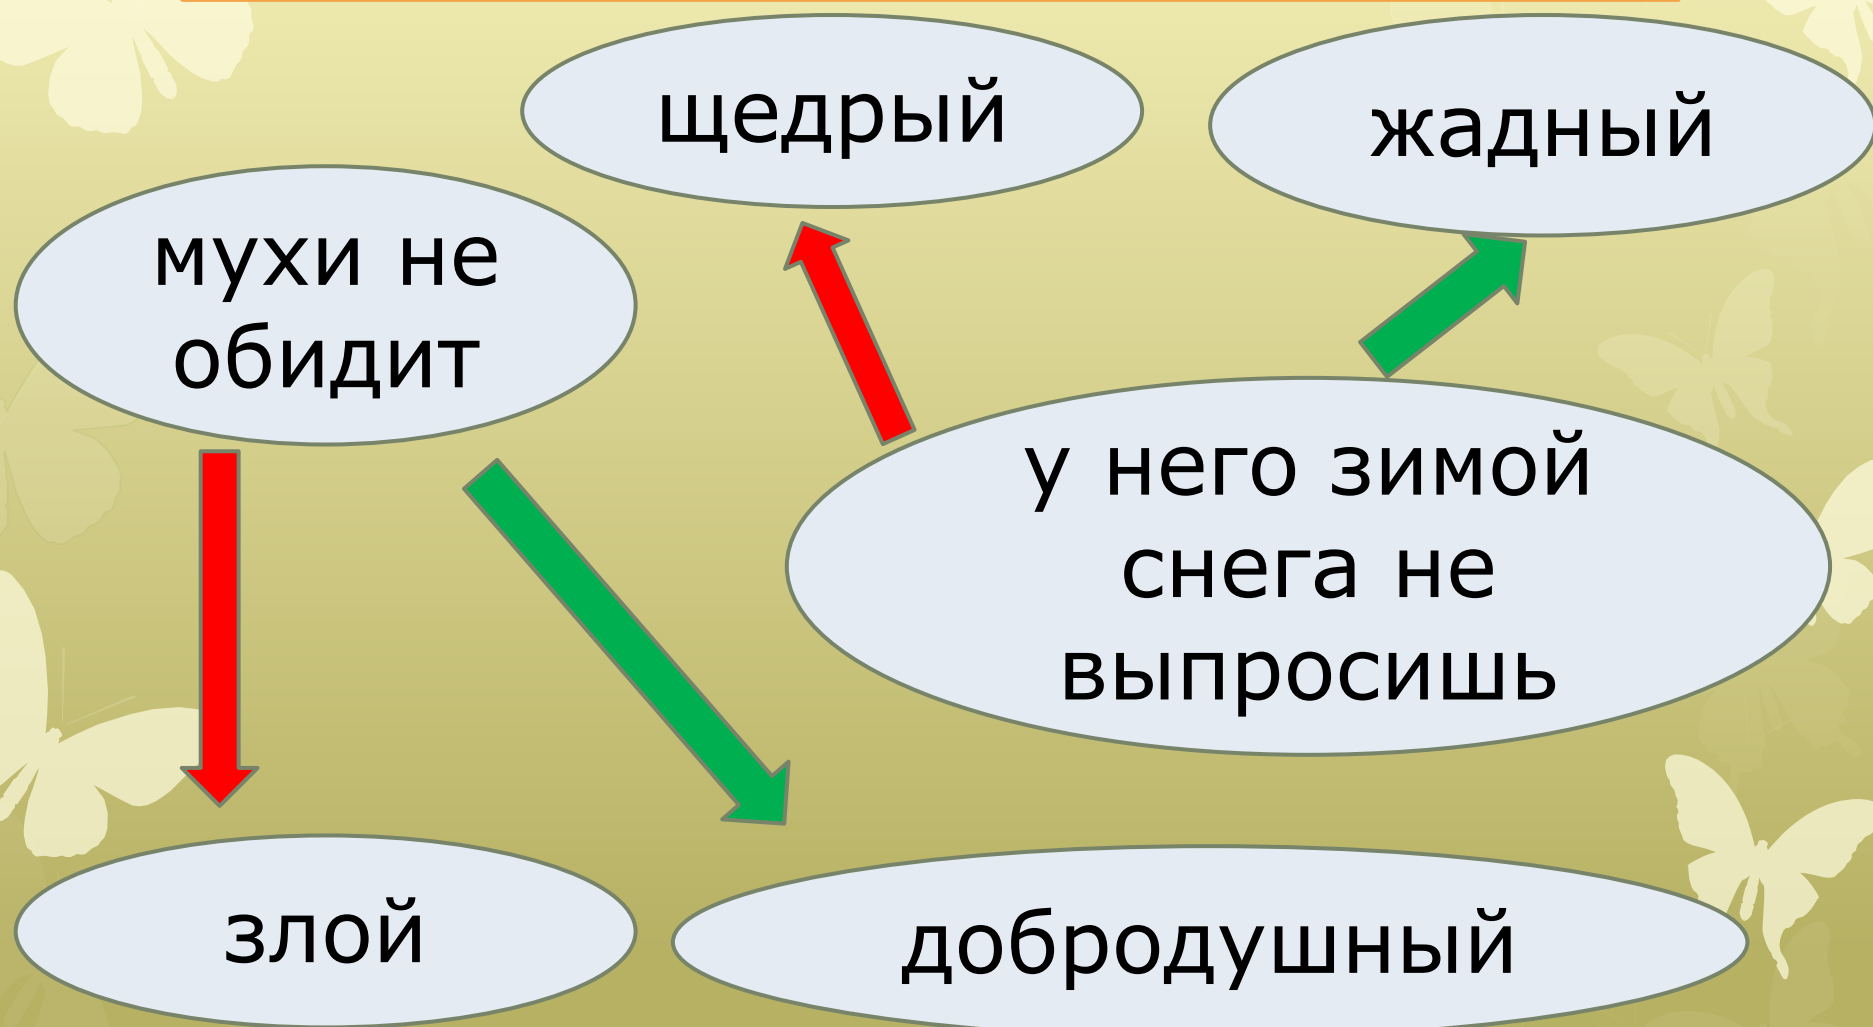 щедрый
жадный
мухи не
обидит
у него зимой
снега не
выпросишь
злой
добродушный